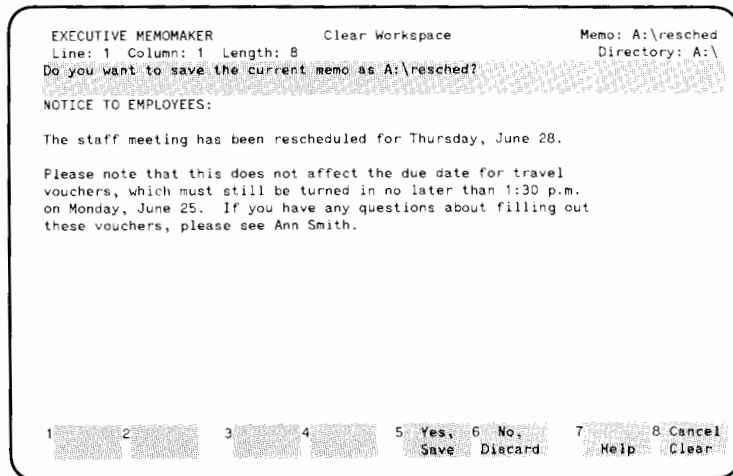 EXECUTIVE MEMOMAKER Clear Workspace Memo: A:\resched
Line: 1 Column: 1 Length: 8 Directory: A:\
Do you want to save the current memo as A:\resched?
NOTICE TO EMPLOYEES:
The staff meeting has been rescheduled for Thursday, June 28.
Please note that this does not affect the due date for travel
vouchers, which must still be turned in no later than 1:30 p.m.
on Monday, June 25. If you have any questions about filling out
these vouchers, please see Ann Smith.
1 2 3 4 5 Yes, 6 No, 7 8 Cancel
Save Discard Help Clear